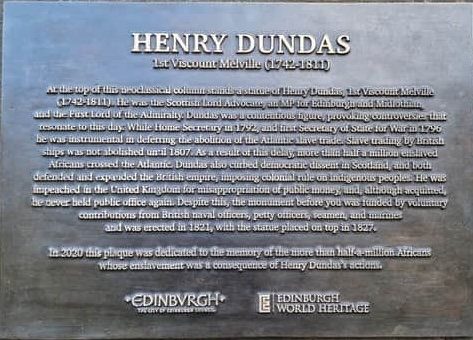 HENRY DUNDAS
1st Viscount Melville (1742-1811)
At the top of this neoclassical column stands a statue of Henry Dundas, 1st Viscount Melville
(1742-1811). He was the Scottish Lord Advocate, an MP for Edinburgh and Midlothian,
and the First Lord of the Admiralty. Dundas was a contentious figure, provoking controversies that
resonate to this day. While Home Secretary in 1792, and first Secretary of State for War in 1796
he was instrumental in deferring the abolition of the Atlantic slave trade. Slave trading by British
ships was not abolished until 1807. As a result of this delay, more than half a million enslaved
Africans crossed the Atlantic. Dundas also curbed democratic dissent in Scotland, and both
defended and expanded the British empire, imposing colonial rule on indigenous peoples. He was
impeached in the United Kingdom for misappropriation of public money, and, although acquitted,
he never held public office again. Despite this, the monument before you was funded by voluntary
contributions from British naval officers, petty officers, seamen, and marines
and was erected in 1821, with the statue placed on top in 1827.
In 2020 this plaque was dedicated to the memory of the more than half-a-million Africans
whose enslavement was a consequence of Henry Dundas's actions.
·EDINBVRGH·
THE CITY OF EDINBURGH COUNCIL
EDINBURGH
WORLD HERITAGE